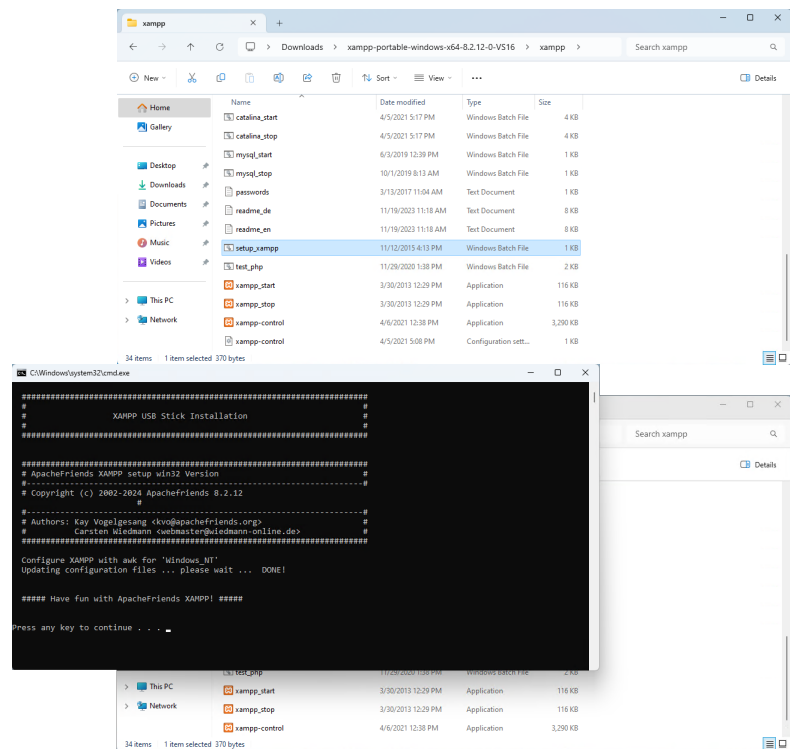 xampp
Downloads > xampp-portable-windows-x64-8.2.12-0-VS16 > xampp >
Search xampp
New
Sort
View
Details
Home
Gallery
Desktop
Downloads
Documents
Pictures
Music
Videos
This PC
Network
Name Date modified Type Size
catalina_start 4/5/2021 5:17 PM Windows Batch File 4 KB
catalina_stop 4/5/2021 5:17 PM Windows Batch File 4 KB
mysql_start 6/3/2019 12:39 PM Windows Batch File 1 KB
mysql_stop 10/1/2019 8:13 AM Windows Batch File 1 KB
passwords 3/13/2017 11:04 AM Text Document 1 KB
readme_de 11/19/2023 11:18 AM Text Document 8 KB
readme_en 11/19/2023 11:18 AM Text Document 8 KB
setup_xampp 11/12/2015 4:13 PM Windows Batch File 1 KB
test_php 11/29/2020 1:38 PM Windows Batch File 2 KB
xampp_start 3/30/2013 12:29 PM Application 116 KB
xampp_stop 3/30/2013 12:29 PM Application 116 KB
xampp-control 4/6/2021 12:38 PM Application 3,290 KB
xampp-control 4/5/2021 5:08 PM Configuration sett... 1 KB
34 items 1 item selected 370 bytes
C:\Windows\system32\cmd.exe
########################################################################
# #
# XAMPP USB Stick Installation #
# #
########################################################################
########################################################################
# ApacheFriends XAMPP setup win32 Version #
#----------------------------------------------------------------------#
# Copyright (c) 2002-2024 Apachefriends 8.2.12
#
#----------------------------------------------------------------------#
# Authors: Kay Vogelgesang <kvo@apachefriends.org> #
# Carsten Wiedmann <webmaster@wiedmann-online.de> #
########################################################################
Configure XAMPP with awk for 'Windows_NT'
Updating configuration files ... please wait ... DONE!
##### Have fun with ApacheFriends XAMPP! #####
Press any key to continue . . .
Search xampp
Details
test_php 11/29/2020 1:38 PM Windows Batch File 2 KB
This PC
Network
xampp_start 3/30/2013 12:29 PM Application 116 KB
xampp_stop 3/30/2013 12:29 PM Application 116 KB
xampp-control 4/6/2021 12:38 PM Application 3,290 KB
34 items 1 item selected 370 bytes